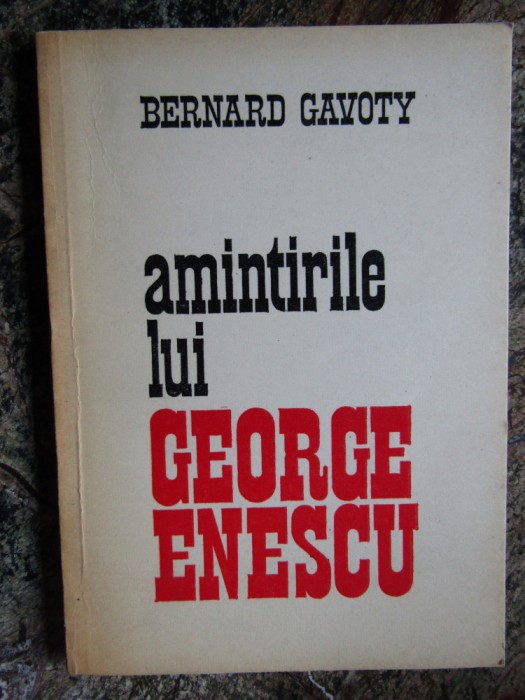 BERNARD GAVOTY
amintirile
lui
GEORGE
ENESCU